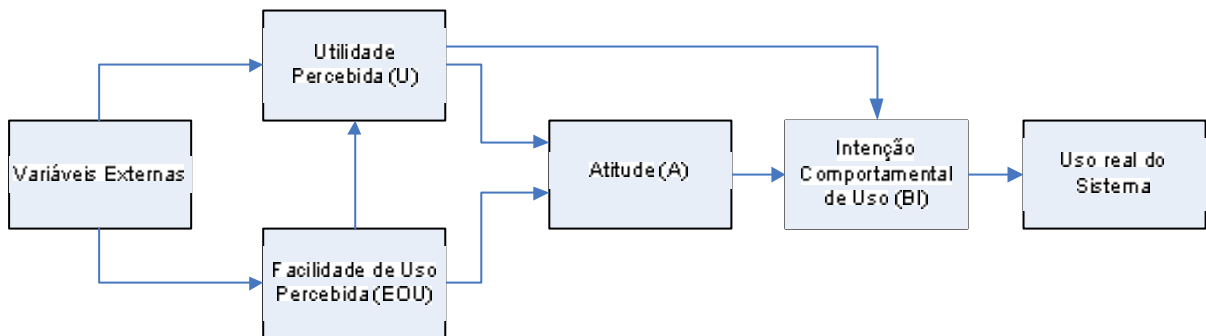 Utilidade
Percebida (U)
Variáveis Externas
Facilidade de Uso
Percebida (EOU)
Atitude (A)
Intenção
Comportamental
de Uso (BI)
Uso real do
Sistema